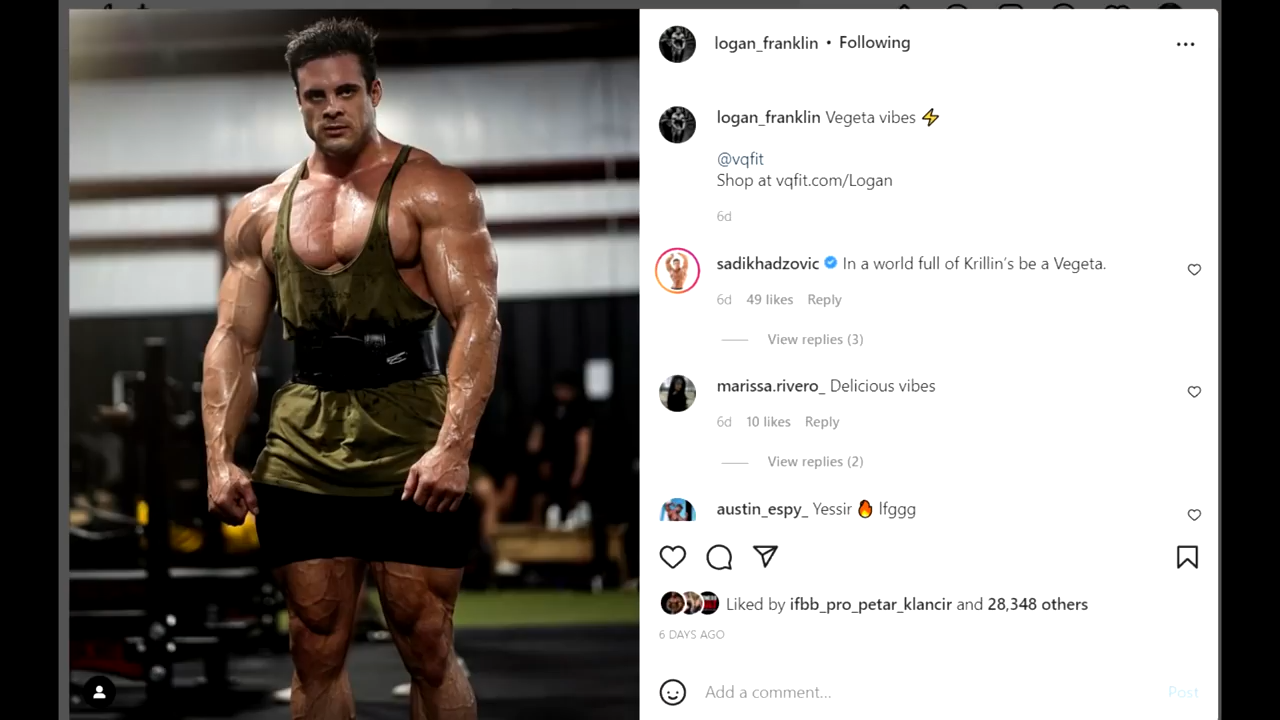 logan_franklin • Following
logan_franklin Vegeta vibes ⚡
@vqfit
Shop at vqfit.com/Logan
6d
sadikhadzovic In a world full of Krillin's be a Vegeta.
6d 49 likes Reply
View replies (3)
marissa.rivero_ Delicious vibes
6d 10 likes Reply
View replies (2)
austin_espy_ Yessir 🔥 lfggg
Liked by ifbb_pro_petar_klancir and 28,348 others
6 DAYS AGO
Add a comment... Post